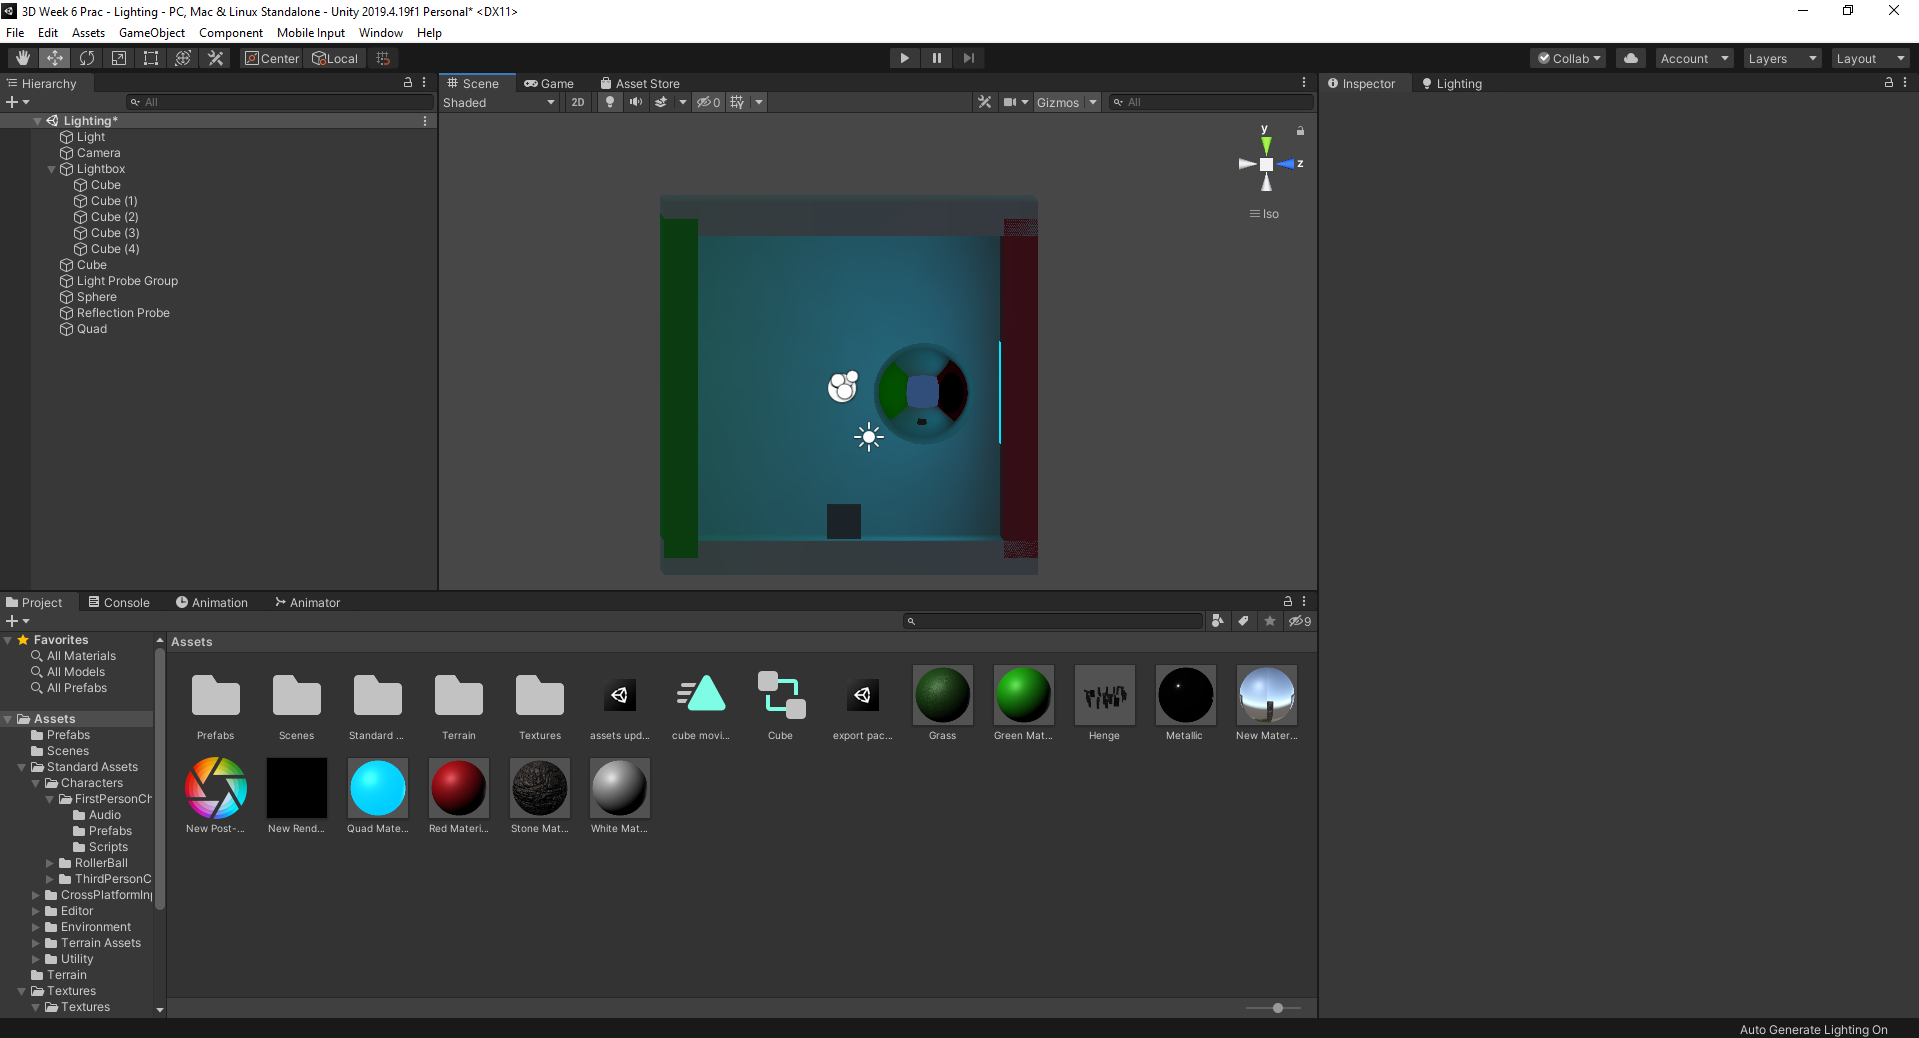 3D Week 6 Prac - Lighting - PC, Mac & Linux Standalone - Unity 2019.4.19f1 Personal* <DX11>
File Edit Assets GameObject Component Mobile Input Window Help
Center Local Collab Account Layers Layout
Hierarchy
All
Lighting*
Light
Camera
Lightbox
Cube
Cube (1)
Cube (2)
Cube (3)
Cube (4)
Cube
Light Probe Group
Sphere
Reflection Probe
Quad
Scene Game Asset Store
Shaded 2D 0 Gizmos All
y
z
Iso
Inspector Lighting
Project Console Animation Animator
9
Favorites
All Materials
All Models
All Prefabs
Assets
Prefabs
Scenes
Standard Assets
Characters
FirstPersonCh
Audio
Prefabs
Scripts
RollerBall
ThirdPersonC
CrossPlatformIn
Editor
Environment
Terrain Assets
Utility
Terrain
Textures
Textures
Assets
Prefabs Scenes Standard ... Terrain Textures assets upd... cube movi... Cube export pac... Grass Green Mat... Henge Metallic New Mater...
New Post-... New Rend... Quad Mate... Red Materi... Stone Mat... White Mat...
Auto Generate Lighting On